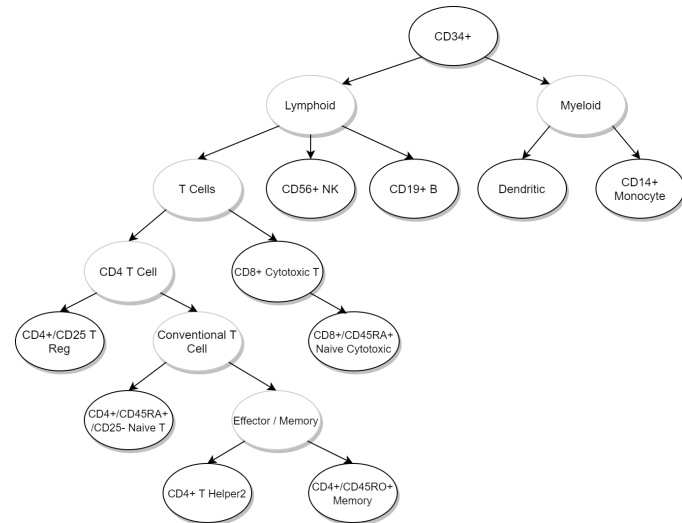 CD34+
Lymphoid
Myeloid
T Cells
CD56+ NK
CD19+ B
Dendritic
CD14+
Monocyte
CD4 T Cell
CD8+ Cytotoxic T
CD4+/CD25 T
Reg
Conventional T
Cell
CD8+/CD45RA+
Naive Cytotoxic
CD4+/CD45RA+
/CD25- Naive T
Effector / Memory
CD4+ T Helper2
CD4+/CD45RO+
Memory